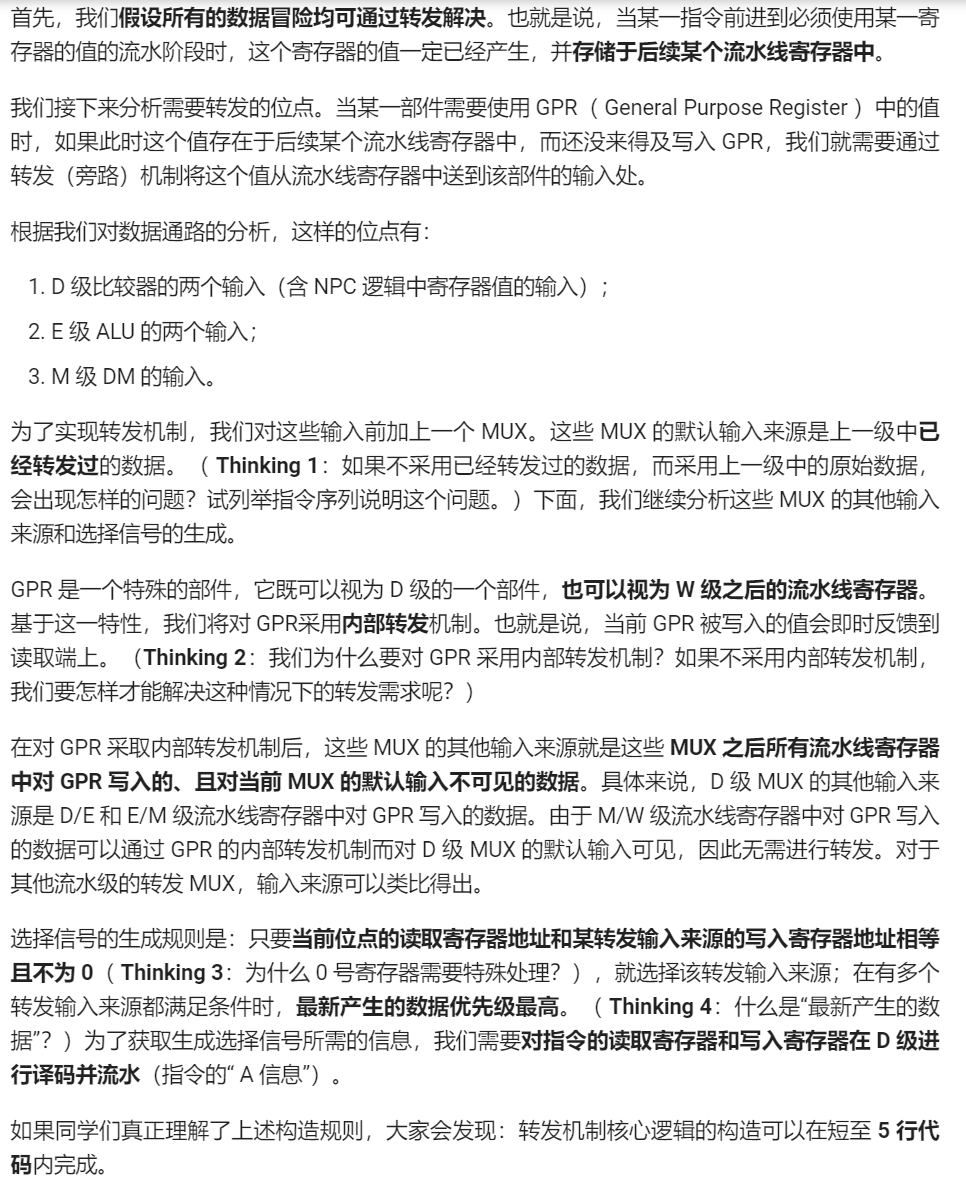 首先，我们假设所有的数据冒险均可通过转发解决。也就是说，当某一指令前进到必须使用某一寄
存器的值的流水阶段时，这个寄存器的值一定已经产生，并存储于后续某个流水线寄存器中。
我们接下来分析需要转发的位点。当某一部件需要使用 GPR（ General Purpose Register ）中的值
时，如果此时这个值存在于后续某个流水线寄存器中，而还没来得及写入 GPR，我们就需要通过
转发（旁路）机制将这个值从流水线寄存器中送到该部件的输入处。
根据我们对数据通路的分析，这样的位点有：
1. D 级比较器的两个输入（含 NPC 逻辑中寄存器值的输入）；
2. E 级 ALU 的两个输入；
3. M 级 DM 的输入。
为了实现转发机制，我们对这些输入前加上一个 MUX。这些 MUX 的默认输入来源是上一级中已
经转发过的数据。（ Thinking 1：如果不采用已经转发过的数据，而采用上一级中的原始数据，
会出现怎样的问题？试列举指令序列说明这个问题。）下面，我们继续分析这些 MUX 的其他输入
来源和选择信号的生成。
GPR 是一个特殊的部件，它既可以视为 D 级的一个部件，也可以视为 W 级之后的流水线寄存器。
基于这一特性，我们将对 GPR采用内部转发机制。也就是说，当前 GPR 被写入的值会即时反馈到
读取端上。（Thinking 2：我们为什么要对 GPR 采用内部转发机制？如果不采用内部转发机制，
我们要怎样才能解决这种情况下的转发需求呢？）
在对 GPR 采取内部转发机制后，这些 MUX 的其他输入来源就是这些 MUX 之后所有流水线寄存器
中对 GPR 写入的、且对当前 MUX 的默认输入不可见的数据。具体来说，D 级 MUX 的其他输入来
源是 D/E 和 E/M 级流水线寄存器中对 GPR 写入的数据。由于 M/W 级流水线寄存器中对 GPR 写入
的数据可以通过 GPR 的内部转发机制而对 D 级 MUX 的默认输入可见，因此无需进行转发。对于
其他流水级的转发 MUX，输入来源可以类比得出。
选择信号的生成规则是：只要当前位点的读取寄存器地址和某转发输入来源的写入寄存器地址相等
且不为 0（ Thinking 3：为什么 0 号寄存器需要特殊处理？），就选择该转发输入来源；在有多个
转发输入来源都满足条件时，最新产生的数据优先级最高。（ Thinking 4：什么是“最新产生的数
据”？）为了获取生成选择信号所需的信息，我们需要对指令的读取寄存器和写入寄存器在 D 级进
行译码并流水（指令的“ A 信息”）。
如果同学们真正理解了上述构造规则，大家会发现：转发机制核心逻辑的构造可以在短至 5 行代
码内完成。